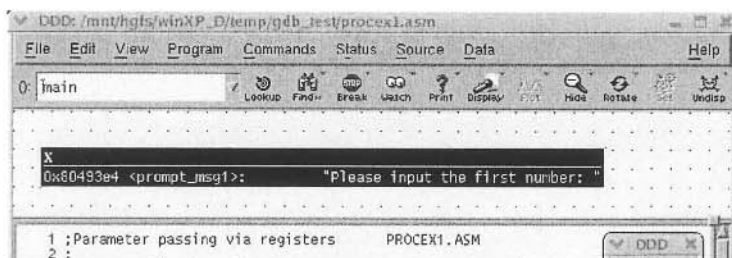 DDD: /mnt/hgfs/winXP_D/temp/gdb_test/procex1.asm
File Edit View Program Commands Status Source Data Help
0: main
Lookup Find» Break Watch Print Display Plot Hide Rotate Set Undisp
X
0x80493e4 <prompt_msg1>: "Please input the first number: "
1 ;Parameter passing via registers PROCEX1.ASM
2 ;
DDD